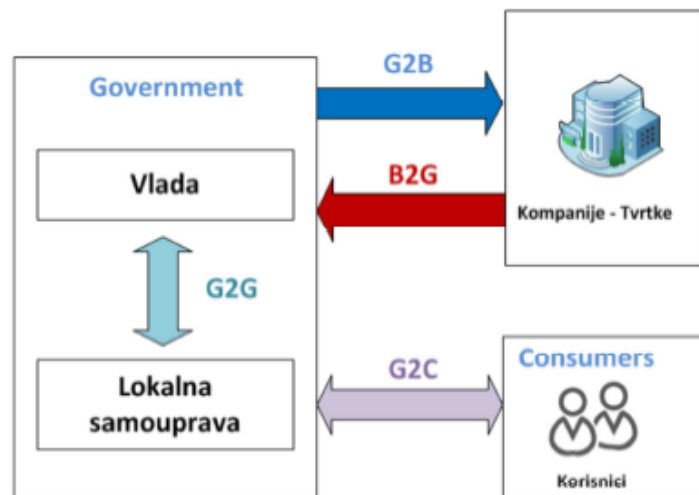 Government
Vlada
G2G
Lokalna
samouprava
G2B
B2G
Kompanije - Tvrtke
G2C
Consumers
Korisnici